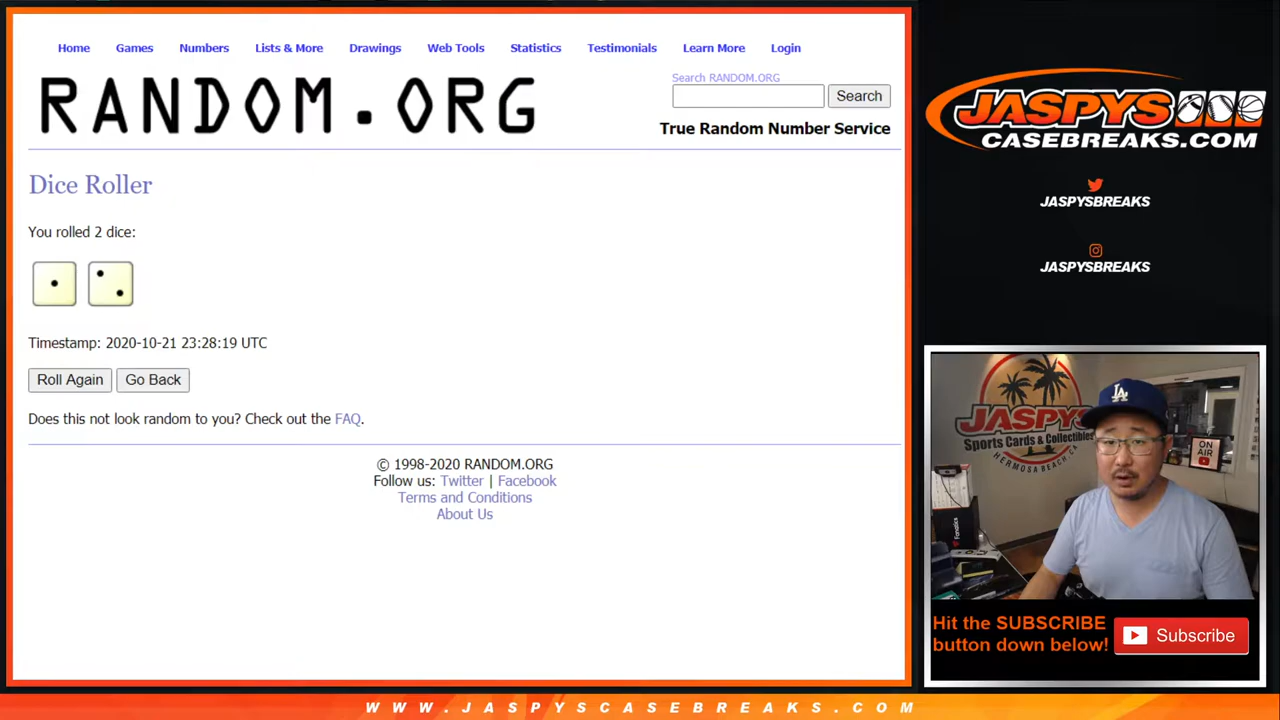 Home Games Numbers Lists & More Drawings Web Tools Statistics Testimonials Learn More Login
RANDOM.ORG
Search RANDOM.ORG
Search
True Random Number Service
Dice Roller
You rolled 2 dice:
Timestamp: 2020-10-21 23:28:19 UTC
Roll Again Go Back
Does this not look random to you? Check out the FAQ.
© 1998-2020 RANDOM.ORG
Follow us: Twitter | Facebook
Terms and Conditions
About Us
JASPYS
CASEBREAKS.COM
JASPYSBREAKS
JASPYSBREAKS
JASPYS
Sports Cards & Collectibles
HERMOSA BEACH, CA
LA
ON
AIR
Fanatics
Hit the SUBSCRIBE
button down below!
Subscribe
WWW.JASPYSCASEBREAKS.COM